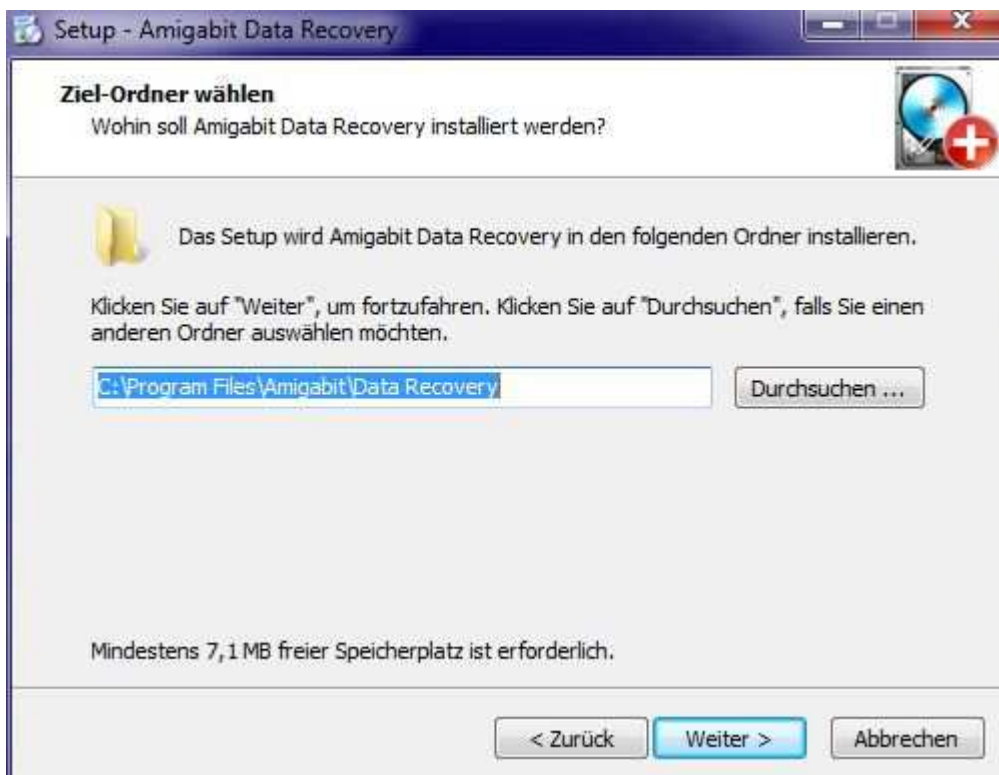 Setup - Amigabit Data Recovery
Ziel-Ordner wählen
Wohin soll Amigabit Data Recovery installiert werden?
Das Setup wird Amigabit Data Recovery in den folgenden Ordner installieren.
Klicken Sie auf "Weiter", um fortzufahren. Klicken Sie auf "Durchsuchen", falls Sie einen
anderen Ordner auswählen möchten.
C:\Program Files\Amigabit\Data Recovery
Durchsuchen ...
Mindestens 7,1 MB freier Speicherplatz ist erforderlich.
< Zurück
Weiter >
Abbrechen